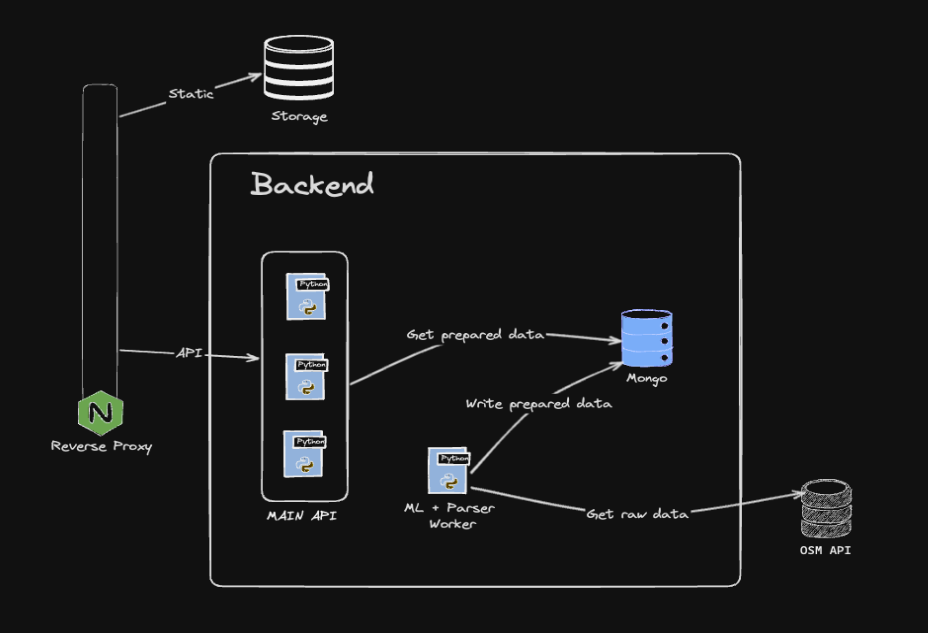 Static
Storage
Backend
Python
API
Python
Get prepared data
Mongo
Write prepared data
N
Reverse Proxy
Python
Python
MAIN API
ML + Parser
Worker
Get raw data
OSM API